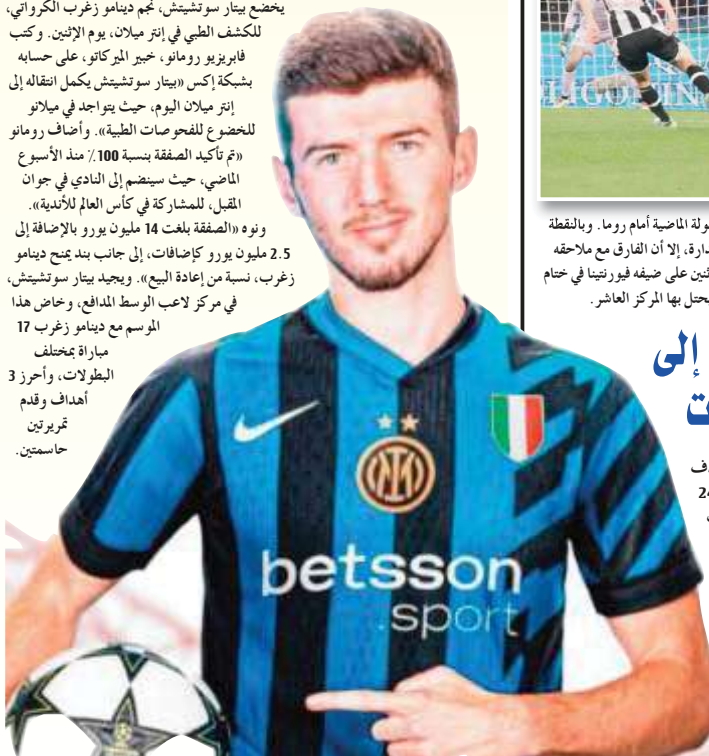 يخضع بيتار سوتشيتش، نجم دينامو زغرب الكرواتي،
للكشف الطبي في إنتر ميلان، يوم الإثنين. وكتب
فابريزيو رومانو، خبير الميركاتو، على حسابه
بشبكة إكس «بيتار سوتشيتش يكمل انتقاله إلى
إنتر ميلان اليوم، حيث يتواجد في ميلانو
للخضوع للفحوصات الطبية». وأضاف رومانو
«تم تأكيد الصفقة بنسبة 100٪ منذ الأسبوع
الماضي، حيث سينضم إلى النادي في جوان
المقبل، للمشاركة في كأس العالم للأندية».
ونوه «الصفقة بلغت 14 مليون يورو بالإضافة إلى
2.5 مليون يورو كإضافات، إلى جانب بند يمنح دينامو
زغرب، نسبة من إعادة البيع». ويجيد بيتار سوتشيتش،
في مركز لاعب الوسط المدافع، وخاض هذا
الموسم مع دينامو زغرب 17
مباراة بمختلف
البطولات، وأحرز 3
أهداف وقدم
تمريرتين
حاسمتين.
betsson
.sport
الماضية أمام روما. وبالنقطة
إلا أن الفارق مع ملاحقه
على ضيفه فيورنتينا في ختام
بها المركز العاشر.
إلى
24